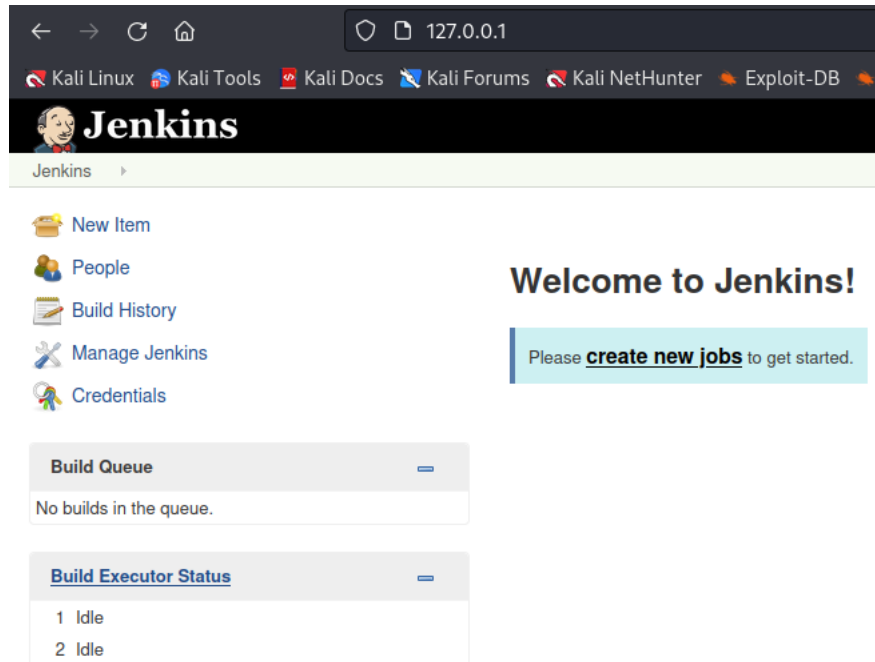 127.0.0.1
Kali Linux Kali Tools Kali Docs Kali Forums Kali NetHunter Exploit-DB
Jenkins
Jenkins
New Item
People
Build History
Manage Jenkins
Credentials
Welcome to Jenkins!
Please create new jobs to get started.
Build Queue
No builds in the queue.
Build Executor Status
1 Idle
2 Idle